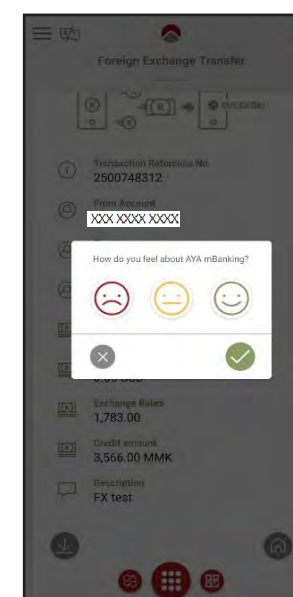 Foreign Exchange Transfer
Transaction Reference No.
2500748312
From Account
XXX XXXX XXXX
How do you feel about AYA mBanking?
Exchange Rates
1,783.00
Credit amount
3,566.00 MMK
Description
FX test